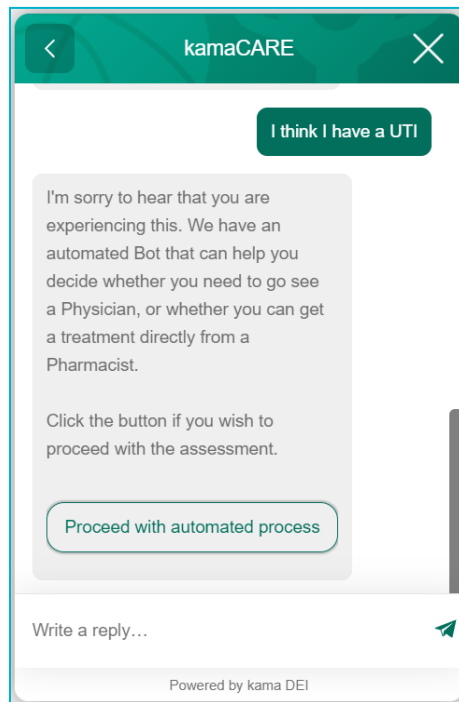 kamaCARE
I think I have a UTI
I'm sorry to hear that you are
experiencing this. We have an
automated Bot that can help you
decide whether you need to go see
a Physician, or whether you can get
a treatment directly from a
Pharmacist.
Click the button if you wish to
proceed with the assessment.
Proceed with automated process
Write a reply…
Powered by kama DEI